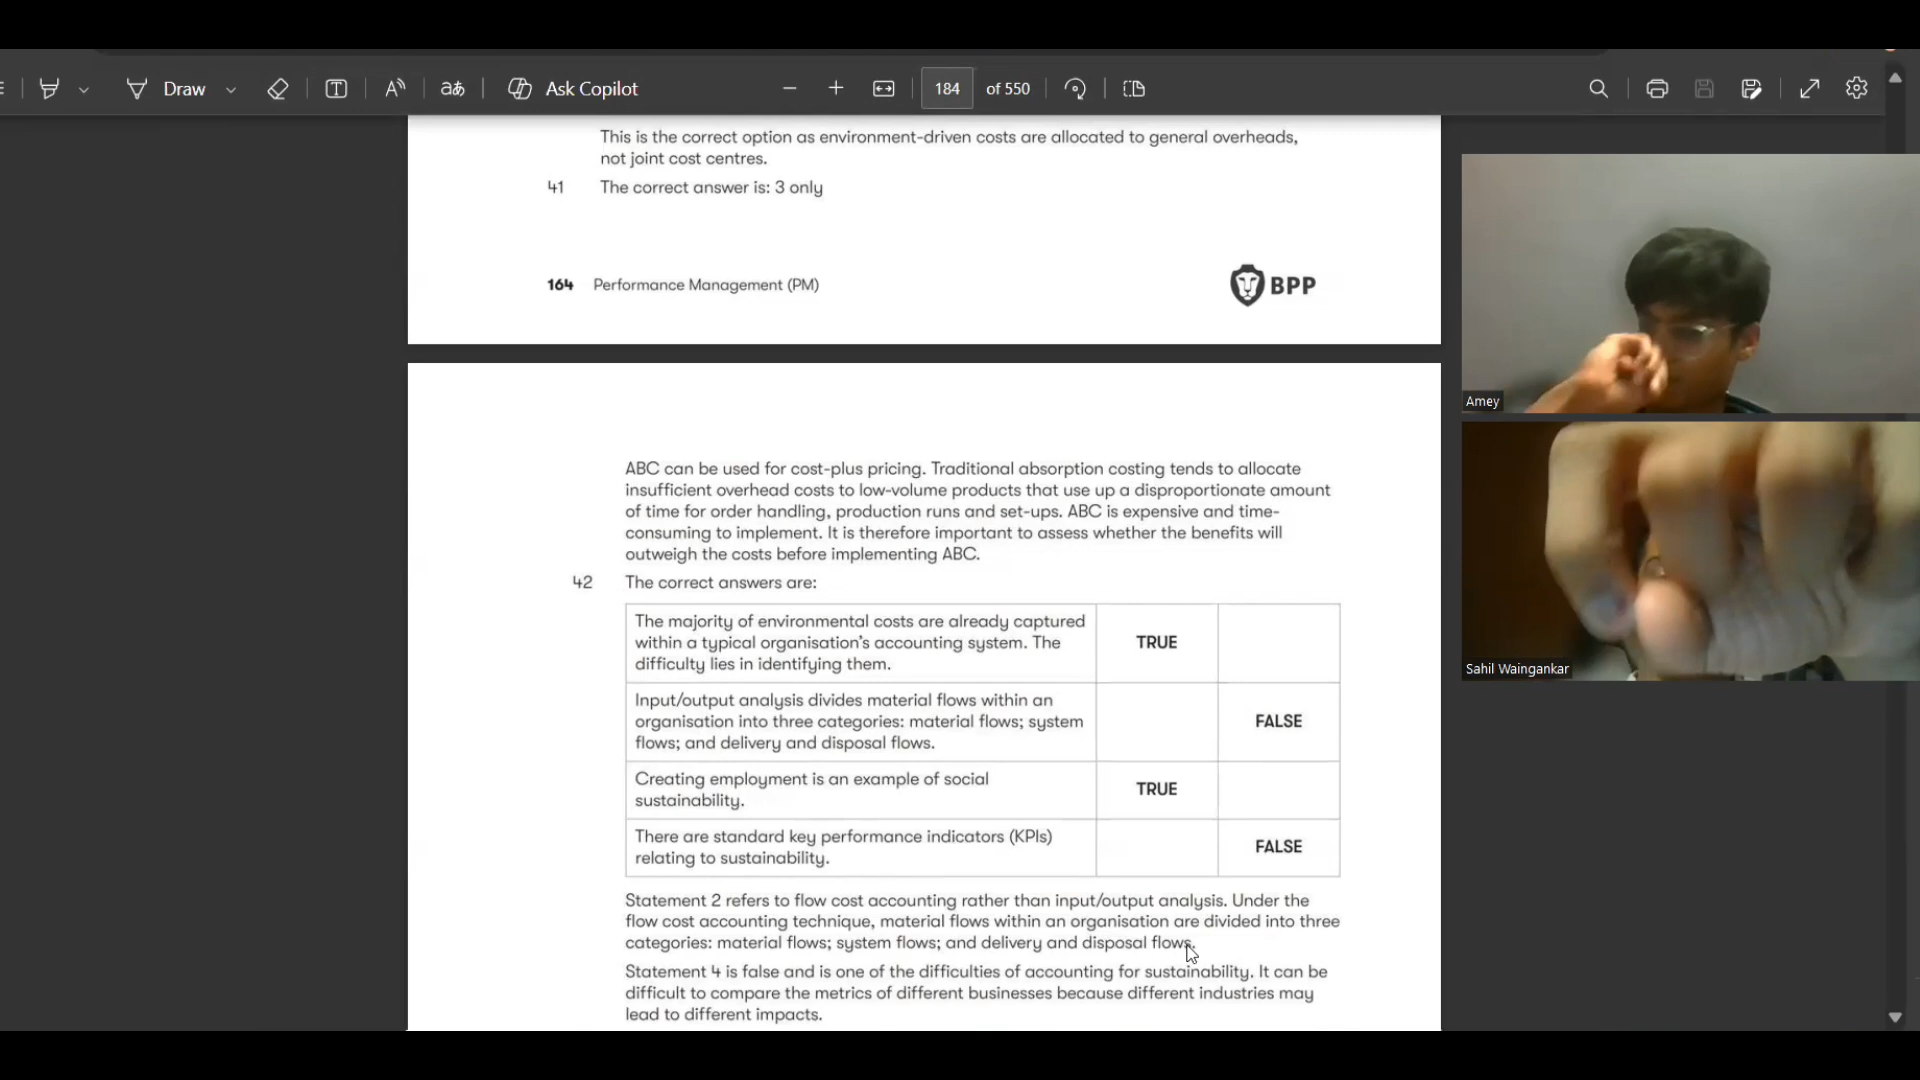 Draw
Ask Copilot
184 of 550
This is the correct option as environment-driven costs are allocated to general overheads,
not joint cost centres.
41 The correct answer is: 3 only
164 Performance Management (PM)
BPP
ABC can be used for cost-plus pricing. Traditional absorption costing tends to allocate
insufficient overhead costs to low-volume products that use up a disproportionate amount
of time for order handling, production runs and set-ups. ABC is expensive and time-
consuming to implement. It is therefore important to assess whether the benefits will
outweigh the costs before implementing ABC.
42 The correct answers are:
The majority of environmental costs are already captured
within a typical organisation's accounting system. The
difficulty lies in identifying them.
TRUE
Input/output analysis divides material flows within an
organisation into three categories: material flows; system
flows; and delivery and disposal flows.
FALSE
Creating employment is an example of social
sustainability.
TRUE
There are standard key performance indicators (KPIs)
relating to sustainability.
FALSE
Statement 2 refers to flow cost accounting rather than input/output analysis. Under the
flow cost accounting technique, material flows within an organisation are divided into three
categories: material flows; system flows; and delivery and disposal flows.
Statement 4 is false and is one of the difficulties of accounting for sustainability. It can be
difficult to compare the metrics of different businesses because different industries may
lead to different impacts.
Amey
Sahil Waingankar